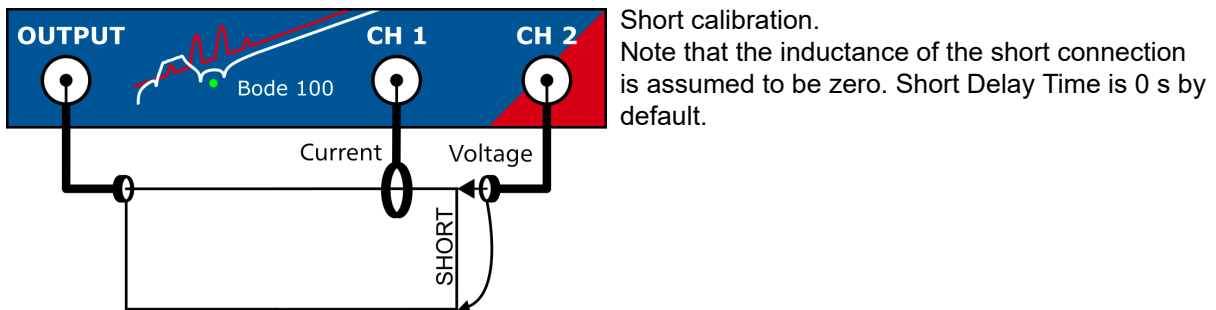 OUTPUT
CH 1
CH 2
Bode 100
Current
Voltage
SHORT
Short calibration.
Note that the inductance of the short connection
is assumed to be zero. Short Delay Time is 0 s by
default.